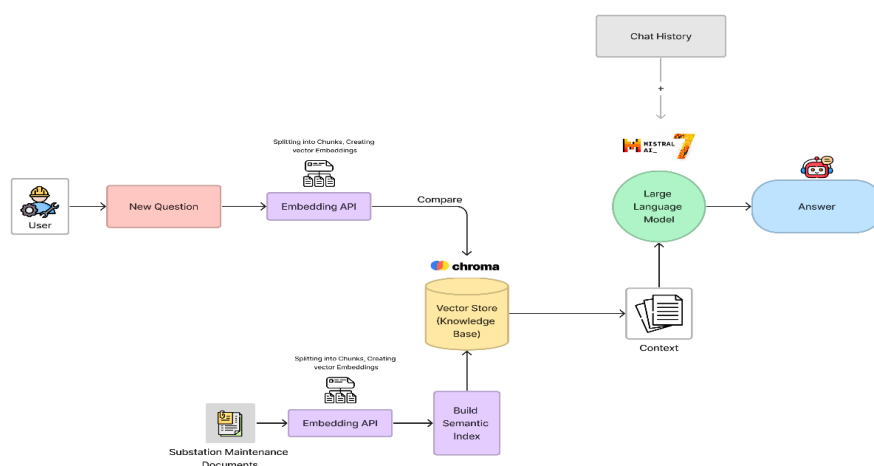 Chat History
+
MISTRAL
AI_
7
Splitting into Chunks, Creating
vector Embeddings
User
New Question
Embedding API
Compare
Large
Language
Model
Answer
chroma
Vector Store
(Knowledge
Base)
Context
Splitting into Chunks, Creating
vector Embeddings
Embedding API
Build
Semantic
Index
Substation Maintenance
Documents